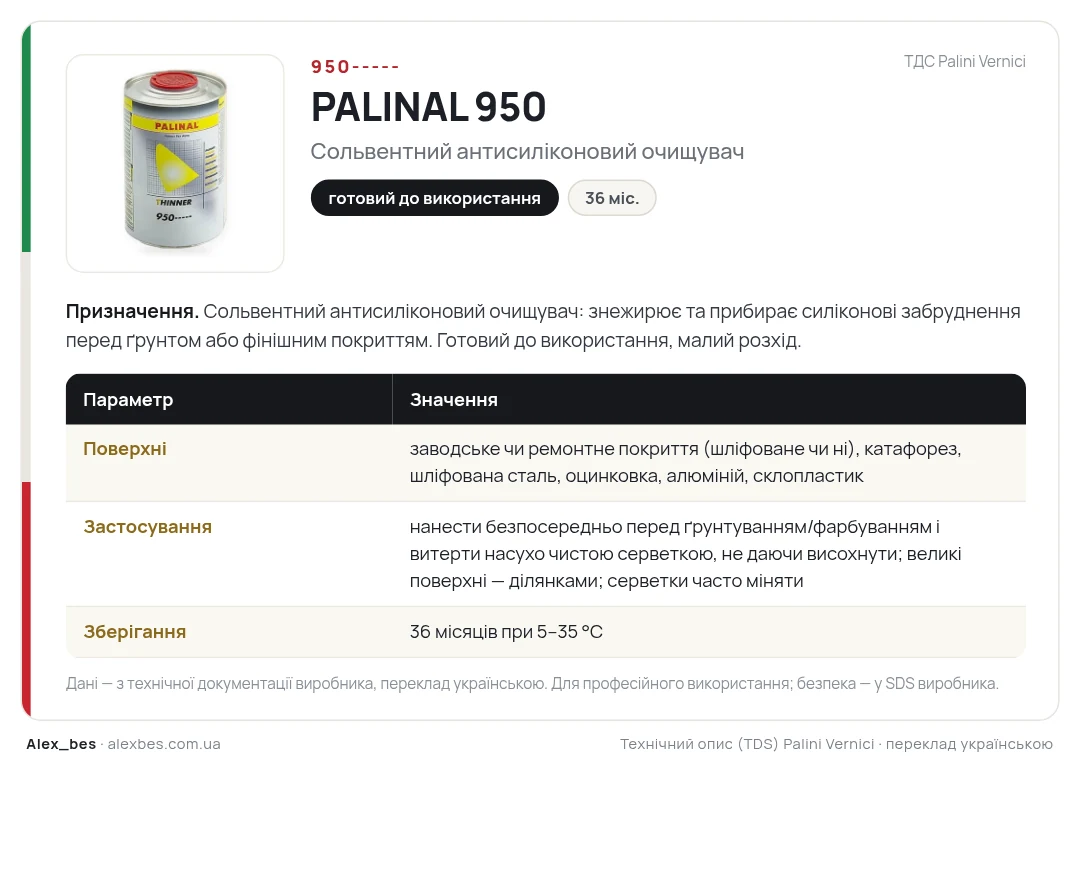 PALINAL
THINNER
950-----
950-----
ТДС Palini Vernici
PALINAL 950
Сольвентний антисиліконовий очищувач
готовий до використання
36 міс.
Призначення. Сольвентний антисиліконовий очищувач: знежирює та прибирає силіконові забруднення
перед ґрунтом або фінішним покриттям. Готовий до використання, малий розхід.
Параметр Значення
Поверхні заводське чи ремонтне покриття (шліфоване чи ні), катафорез,
шліфована сталь, оцинковка, алюміній, склопластик
Застосування нанести безпосередньо перед ґрунтуванням/фарбуванням і
витерти насухо чистою серветкою, не даючи висохнути; великі
поверхні — ділянками; серветки часто міняти
Зберігання 36 місяців при 5–35 °C
Дані — з технічної документації виробника, переклад українською. Для професійного використання; безпека — у SDS виробника.
Alex_bes · alexbes.com.ua
Технічний опис (TDS) Palini Vernici · переклад українською